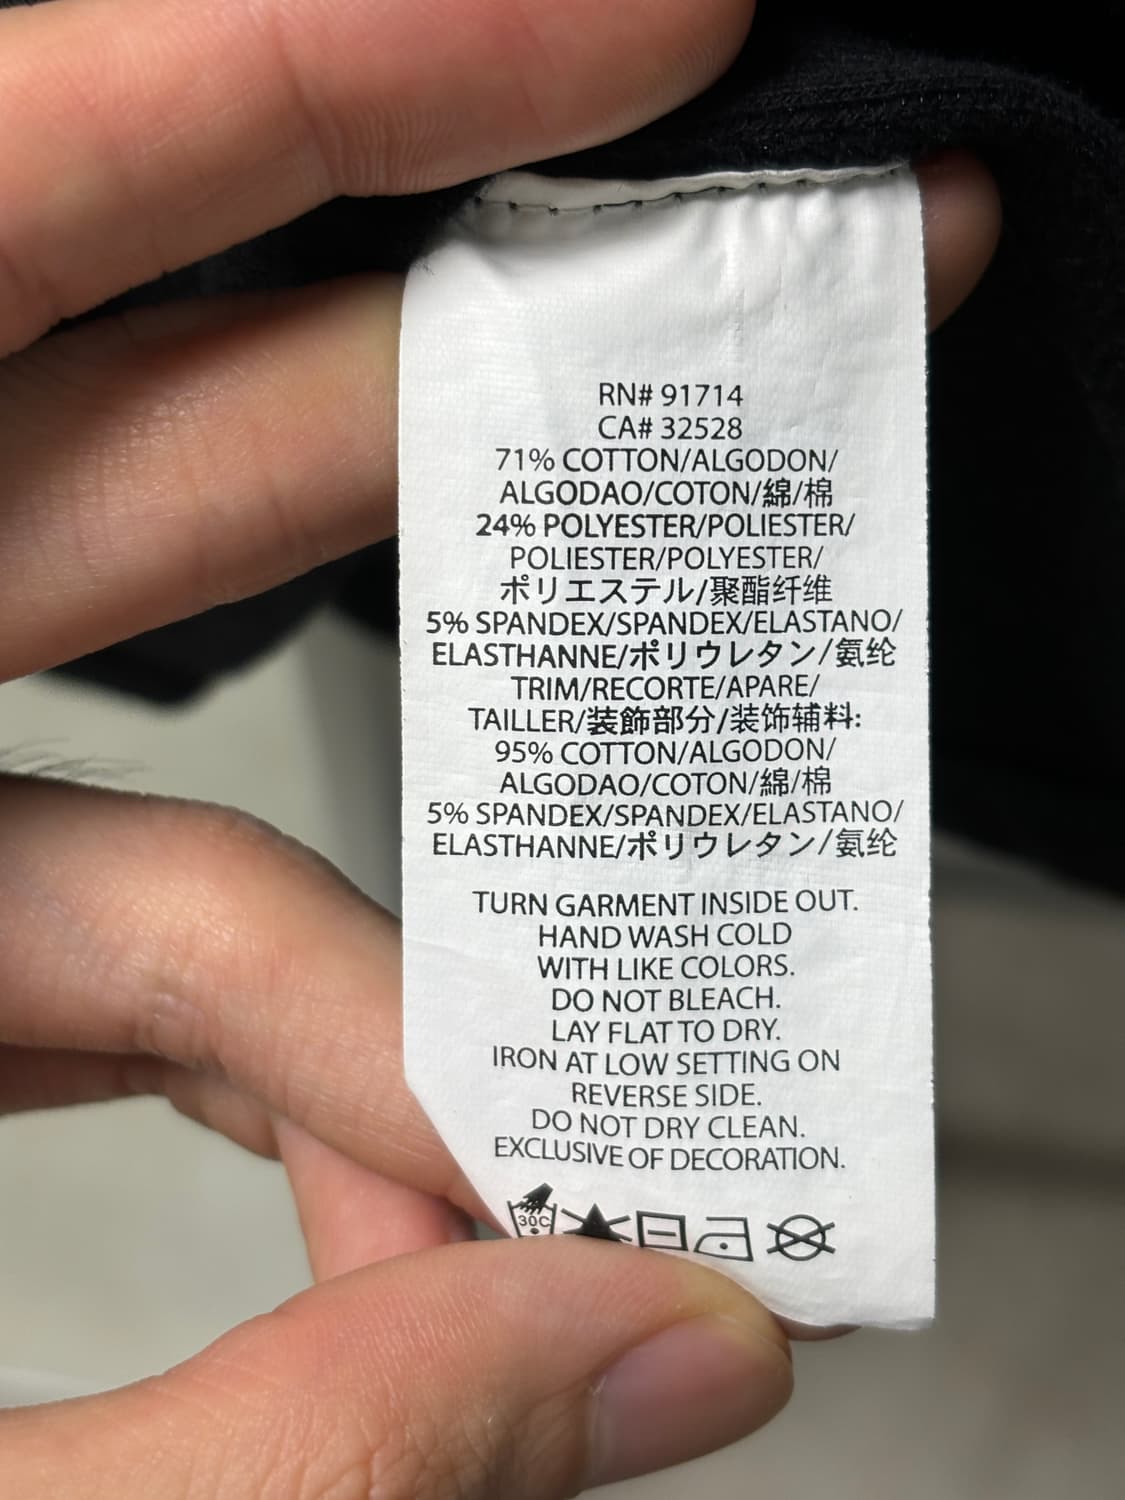 RN# 91714
CA# 32528
71% COTTON/ALGODON/
ALGODAO/COTON/綿/棉
24% POLYESTER/POLIESTER/
POLIESTER/POLYESTER/
ポリエステル/聚酯纤维
5% SPANDEX/SPANDEX/ELASTANO/
ELASTHANNE/ポリウレタン/氨纶
TRIM/RECORTE/APARE/
TAILLER/装飾部分/装饰辅料:
95% COTTON/ALGODON/
ALGODAO/COTON/綿/棉
5% SPANDEX/SPANDEX/ELASTANO/
ELASTHANNE/ポリウレタン/氨纶
TURN GARMENT INSIDE OUT.
HAND WASH COLD
WITH LIKE COLORS.
DO NOT BLEACH.
LAY FLAT TO DRY.
IRON AT LOW SETTING ON
REVERSE SIDE.
DO NOT DRY CLEAN.
EXCLUSIVE OF DECORATION.
30C